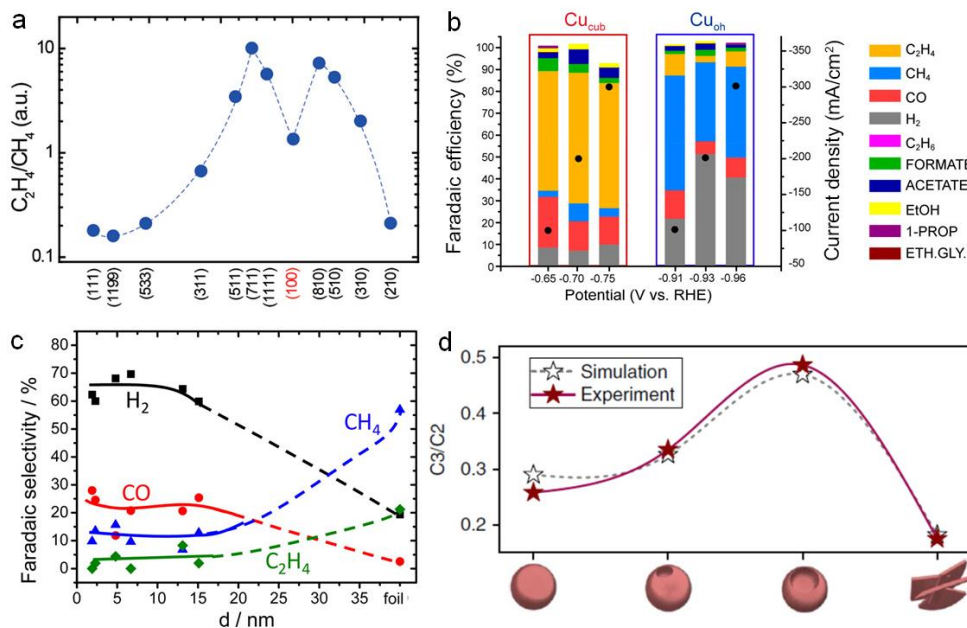 a
C₂H₄/CH₄ (a.u.)
10
1
0.1
(111)
(1199)
(533)
(311)
(511)
(711)
(1111)
(100)
(810)
(510)
(310)
(210)
b
Cu_cub
Cu_oh
Faradaic efficiency (%)
100
90
80
70
60
50
40
30
20
10
0
-350
-300
-250
-200
-150
-100
-50
Current density (mA/cm²)
-0.65 -0.70 -0.75 -0.91 -0.93 -0.96
Potential (V vs. RHE)
C₂H₄
CH₄
CO
H₂
C₂H₆
FORMATE
ACETATE
EtOH
1-PROP
ETH.GLY.
c
Faradaic selectivity / %
80
70
60
50
40
30
20
10
0
H₂
CH₄
CO
C₂H₄
0 5 10 15 20 25 30 35 foil
d / nm
d
C3/C2
0.5
0.4
0.3
0.2
Simulation
Experiment